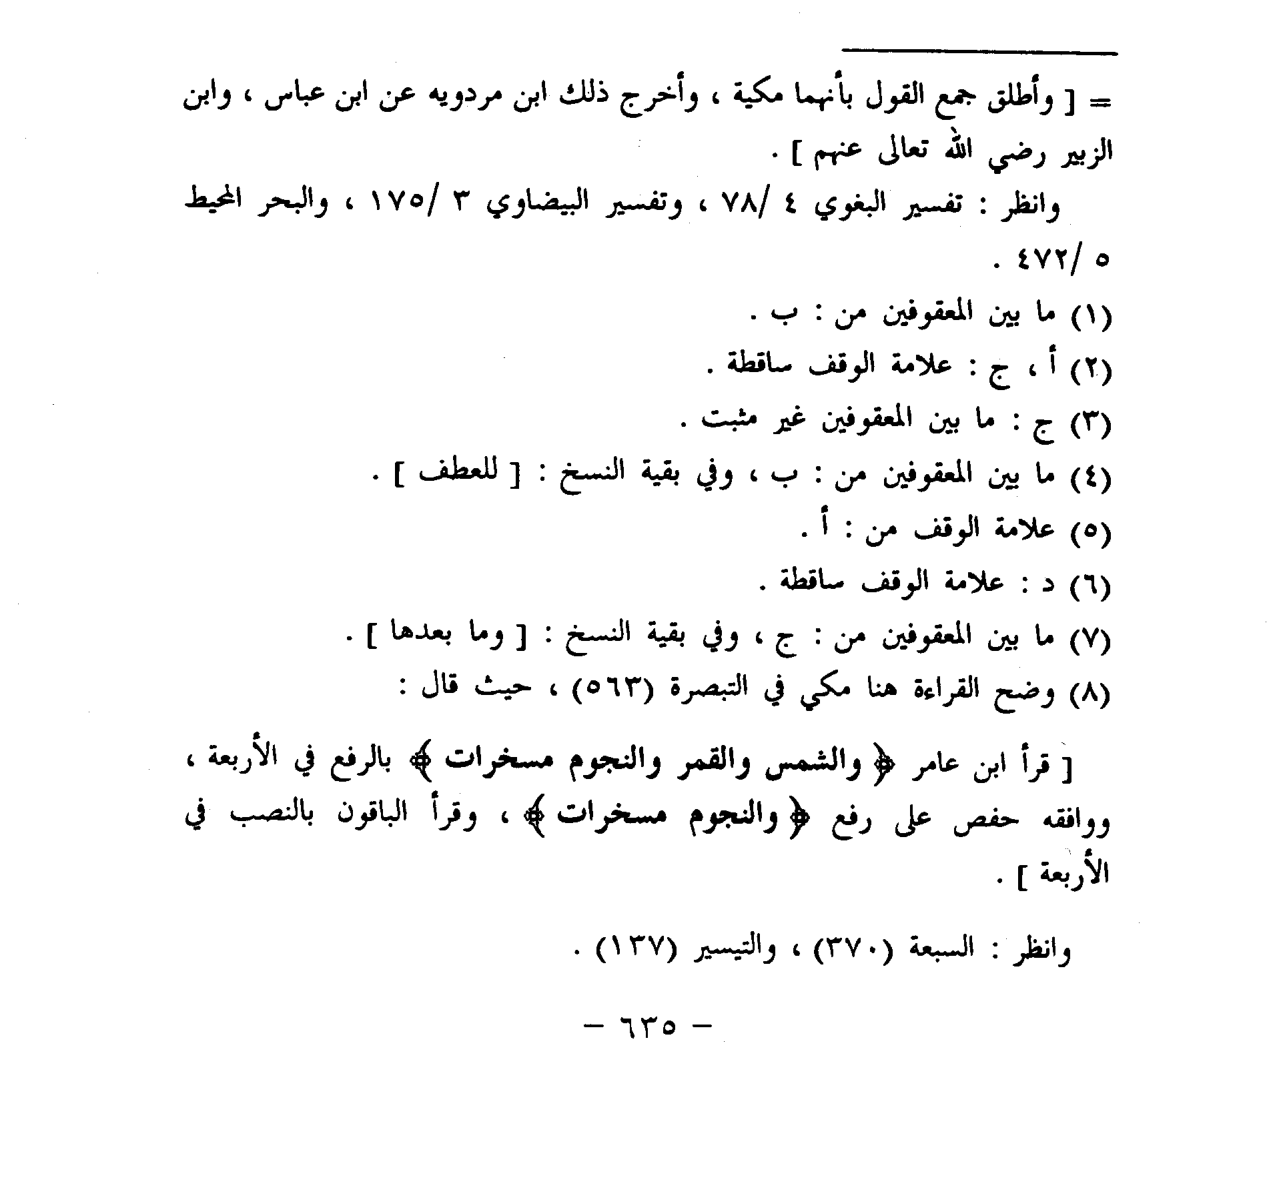 = [ وأطلق جمع القول بأنهما مكية ، وأخرج ذلك ابن مردويه عن ابن عباس ، وابن
الزبير رضي الله تعالى عنهم ] .
وانظر : تفسير البغوي ٤ /٧٨ ، وتفسير البيضاوي ٣ /١٧٥ ، والبحر المحيط
٥ /٤٧٢ .
(١) ما بين المعقوفين من : ب .
(٢) أ ، ج : علامة الوقف ساقطة .
(٣) ج : ما بين المعقوفين غير مثبت .
(٤) ما بين المعقوفين من : ب ، وفي بقية النسخ : [ للعطف ] .
(٥) علامة الوقف من : أ .
(٦) د : علامة الوقف ساقطة .
(٧) ما بين المعقوفين من : ج ، وفي بقية النسخ : [ وما بعدها ] .
(٨) وضح القراءة هنا مكي في التبصرة (٥٦٣) ، حيث قال :
[ قرأ ابن عامر ﴿ والشمس والقمر والنجوم مسخرات ﴾ بالرفع في الأربعة ،
ووافقه حفص على رفع ﴿ والنجوم مسخرات ﴾ ، وقرأ الباقون بالنصب في
الأربعة ] .
وانظر : السبعة (٣٧٠) ، والتيسير (١٣٧) .
– ٦٣٥ –